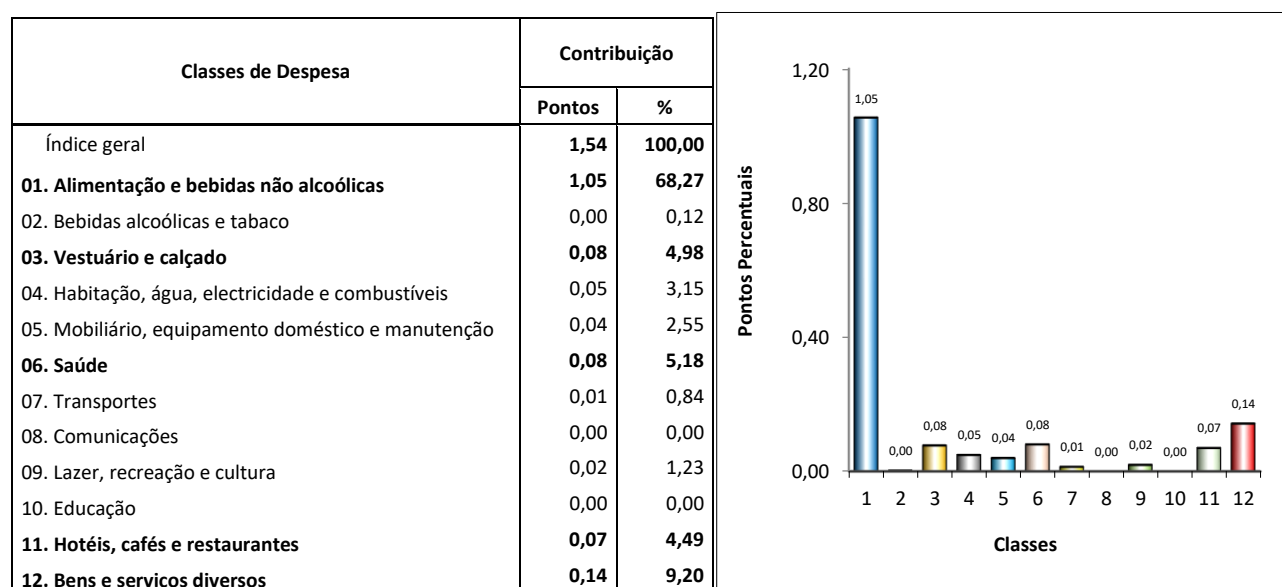 Classes de Despesa
Contribuição
Pontos %
Índice geral 1,54 100,00
01. Alimentação e bebidas não alcoólicas 1,05 68,27
02. Bebidas alcoólicas e tabaco 0,00 0,12
03. Vestuário e calçado 0,08 4,98
04. Habitação, água, electricidade e combustíveis 0,05 3,15
05. Mobiliário, equipamento doméstico e manutenção 0,04 2,55
06. Saúde 0,08 5,18
07. Transportes 0,01 0,84
08. Comunicações 0,00 0,00
09. Lazer, recreação e cultura 0,02 1,23
10. Educação 0,00 0,00
11. Hotéis, cafés e restaurantes 0,07 4,49
12. Bens e serviços diversos 0,14 9,20
Pontos Percentuais
1,20
0,80
0,40
0,00
1,05 0,00 0,08 0,05 0,04 0,08 0,01 0,00 0,02 0,00 0,07 0,14
1 2 3 4 5 6 7 8 9 10 11 12
Classes